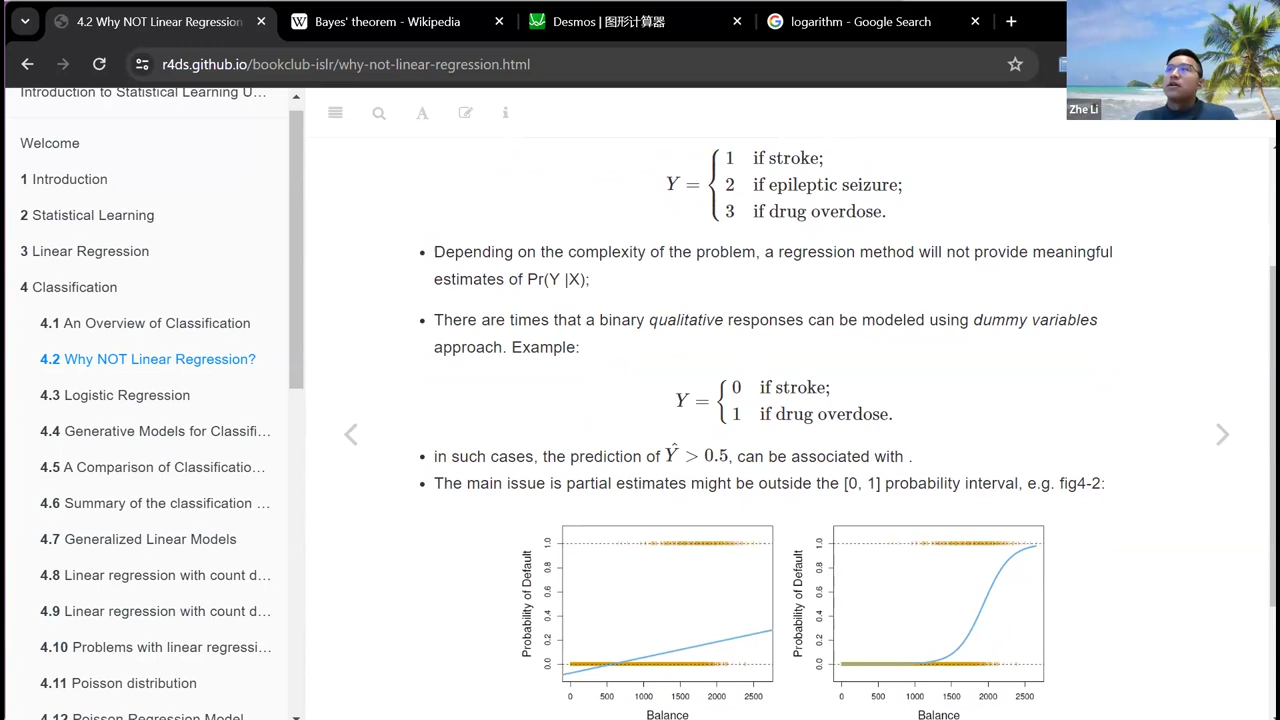 4.2 Why NOT Linear Regression
Bayes' theorem - Wikipedia
Desmos | 图形计算器
logarithm - Google Search
r4ds.github.io/bookclub-islr/why-not-linear-regression.html
Zhe Li
Introduction to Statistical Learning U...
Welcome
1 Introduction
2 Statistical Learning
3 Linear Regression
4 Classification
4.1 An Overview of Classification
4.2 Why NOT Linear Regression?
4.3 Logistic Regression
4.4 Generative Models for Classifi...
4.5 A Comparison of Classificatio...
4.6 Summary of the classification ...
4.7 Generalized Linear Models
4.8 Linear regression with count d...
4.9 Linear regression with count d...
4.10 Problems with linear regressi...
4.11 Poisson distribution
4.12 Poisson Regression Model
1 if stroke;
Y = { 2 if epileptic seizure;
3 if drug overdose.
• Depending on the complexity of the problem, a regression method will not provide meaningful
estimates of Pr(Y |X);
• There are times that a binary qualitative responses can be modeled using dummy variables
approach. Example:
0 if stroke;
Y = {
1 if drug overdose.
• in such cases, the prediction of Ŷ > 0.5, can be associated with .
• The main issue is partial estimates might be outside the [0, 1] probability interval, e.g. fig4-2:
Probability of Default
1.0
0.8
0.6
0.4
0.2
0.0
0 500 1000 1500 2000 2500
Balance
Probability of Default
1.0
0.8
0.6
0.4
0.2
0.0
0 500 1000 1500 2000 2500
Balance